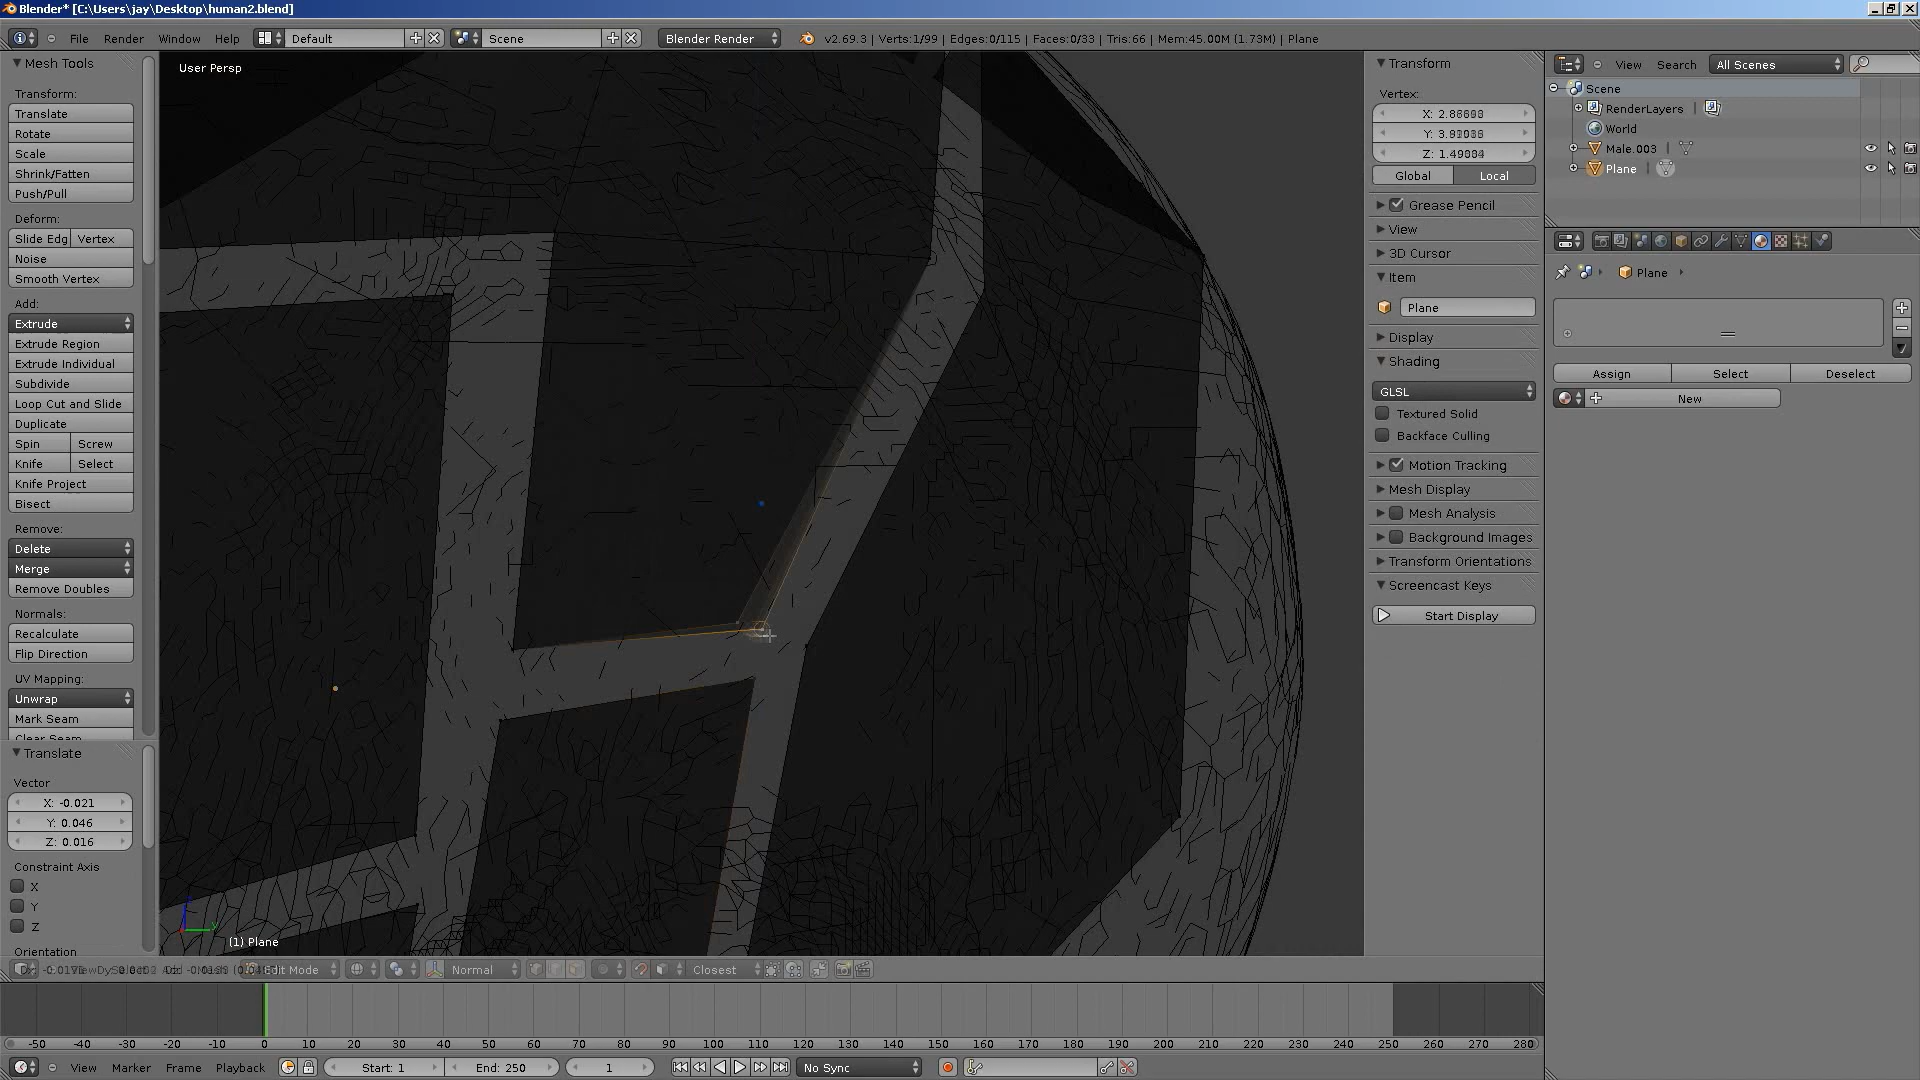 Blender* [C:\Users\jay\Desktop\human2.blend]
File Render Window Help Default Scene Blender Render v2.69.3 | Verts:1/99 | Edges:0/115 | Faces:0/33 | Tris:66 | Mem:45.00M (1.73M) | Plane
Mesh Tools
Transform:
Translate
Rotate
Scale
Shrink/Fatten
Push/Pull
Deform:
Slide Edg Vertex
Noise
Smooth Vertex
Add:
Extrude
Extrude Region
Extrude Individual
Subdivide
Loop Cut and Slide
Duplicate
Spin Screw
Knife Select
Knife Project
Bisect
Remove:
Delete
Merge
Remove Doubles
Normals:
Recalculate
Flip Direction
UV Mapping:
Unwrap
Mark Seam
Clear Seam
Translate
Vector
X: -0.021
Y: 0.046
Z: 0.016
Constraint Axis
X
Y
Z
Orientation
User Persp
(1) Plane
Edit Mode Normal Closest
Transform
Vertex:
X:
Y:
Z:
Global Local
Grease Pencil
View
3D Cursor
Item
Plane
Display
Shading
GLSL
Textured Solid
Backface Culling
Motion Tracking
Mesh Display
Mesh Analysis
Background Images
Transform Orientations
Screencast Keys
Start Display
View Search All Scenes
Scene
RenderLayers |
World
Male.003 |
Plane |
Plane
Assign Select Deselect
New
-50 -40 -30 -20 -10 0 10 20 30 40 50 60 70 80 90 100 110 120 130 140 150 160 170 180 190 200 210 220 230 240 250 260 270 280
View Marker Frame Playback Start: 1 End: 250 1 No Sync